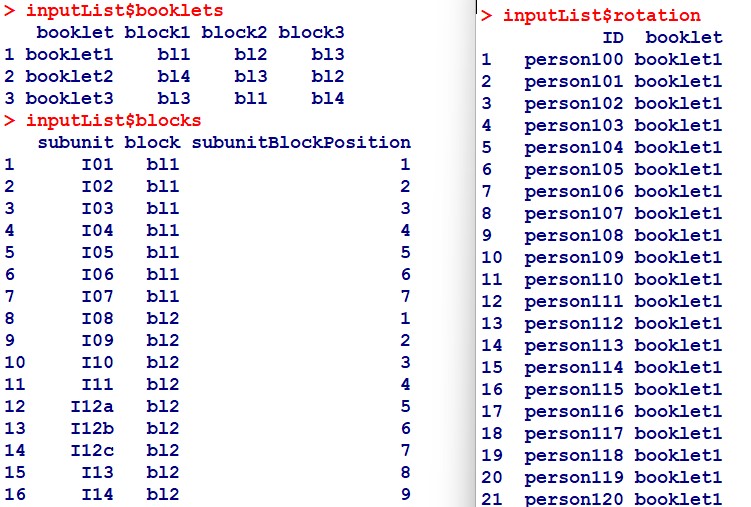 > inputList$booklets
booklet block1 block2 block3
1 booklet1 bl1 bl2 bl3
2 booklet2 bl4 bl3 bl2
3 booklet3 bl3 bl1 bl4
> inputList$blocks
subunit block subunitBlockPosition
1 I01 bl1 1
2 I02 bl1 2
3 I03 bl1 3
4 I04 bl1 4
5 I05 bl1 5
6 I06 bl1 6
7 I07 bl1 7
8 I08 bl2 1
9 I09 bl2 2
10 I10 bl2 3
11 I11 bl2 4
12 I12a bl2 5
13 I12b bl2 6
14 I12c bl2 7
15 I13 bl2 8
16 I14 bl2 9
> inputList$rotation
ID booklet
1 person100 booklet1
2 person101 booklet1
3 person102 booklet1
4 person103 booklet1
5 person104 booklet1
6 person105 booklet1
7 person106 booklet1
8 person107 booklet1
9 person108 booklet1
10 person109 booklet1
11 person110 booklet1
12 person111 booklet1
13 person112 booklet1
14 person113 booklet1
15 person114 booklet1
16 person115 booklet1
17 person116 booklet1
18 person117 booklet1
19 person118 booklet1
20 person119 booklet1
21 person120 booklet1